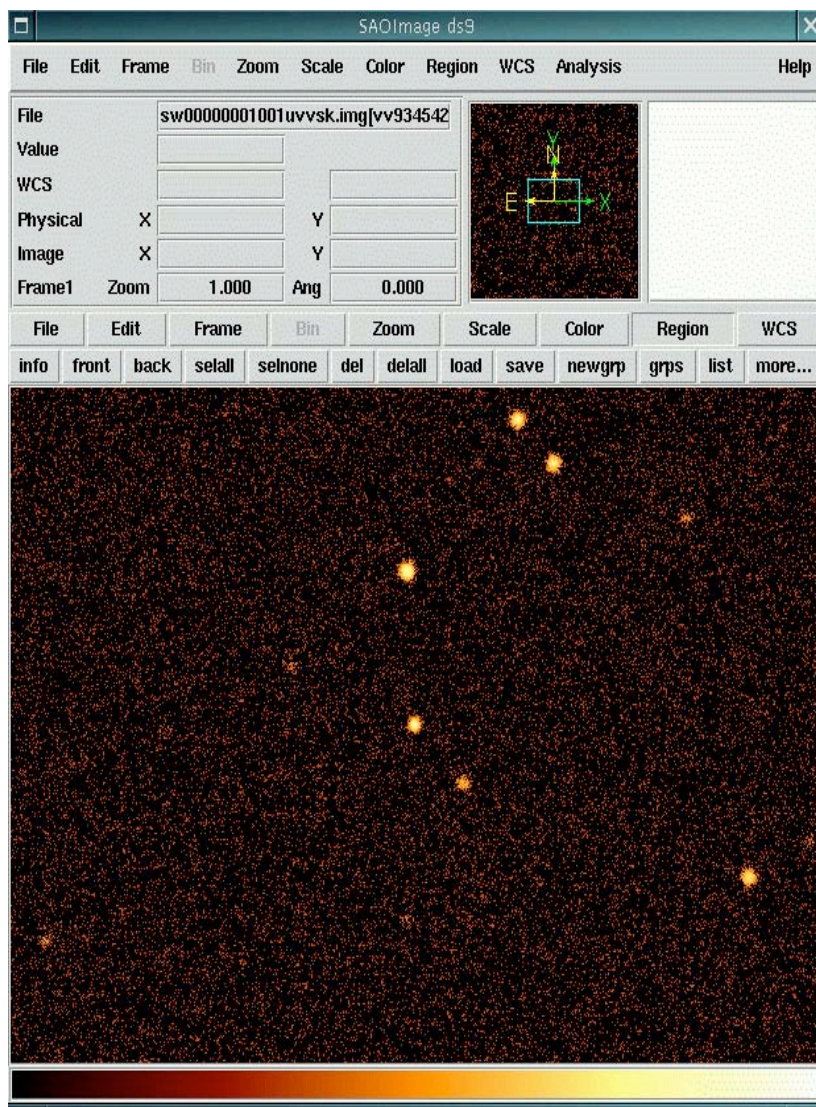 SAOImage ds9
File Edit Frame Bin Zoom Scale Color Region WCS Analysis Help
File sw00000001001uvvsk.img[vv934542
Value
WCS
Physical X Y
Image X Y
Frame1 Zoom 1.000 Ang 0.000
Y
N
E X
File Edit Frame Bin Zoom Scale Color Region WCS
info front back selall selnone del delall load save newgrp grps list more...